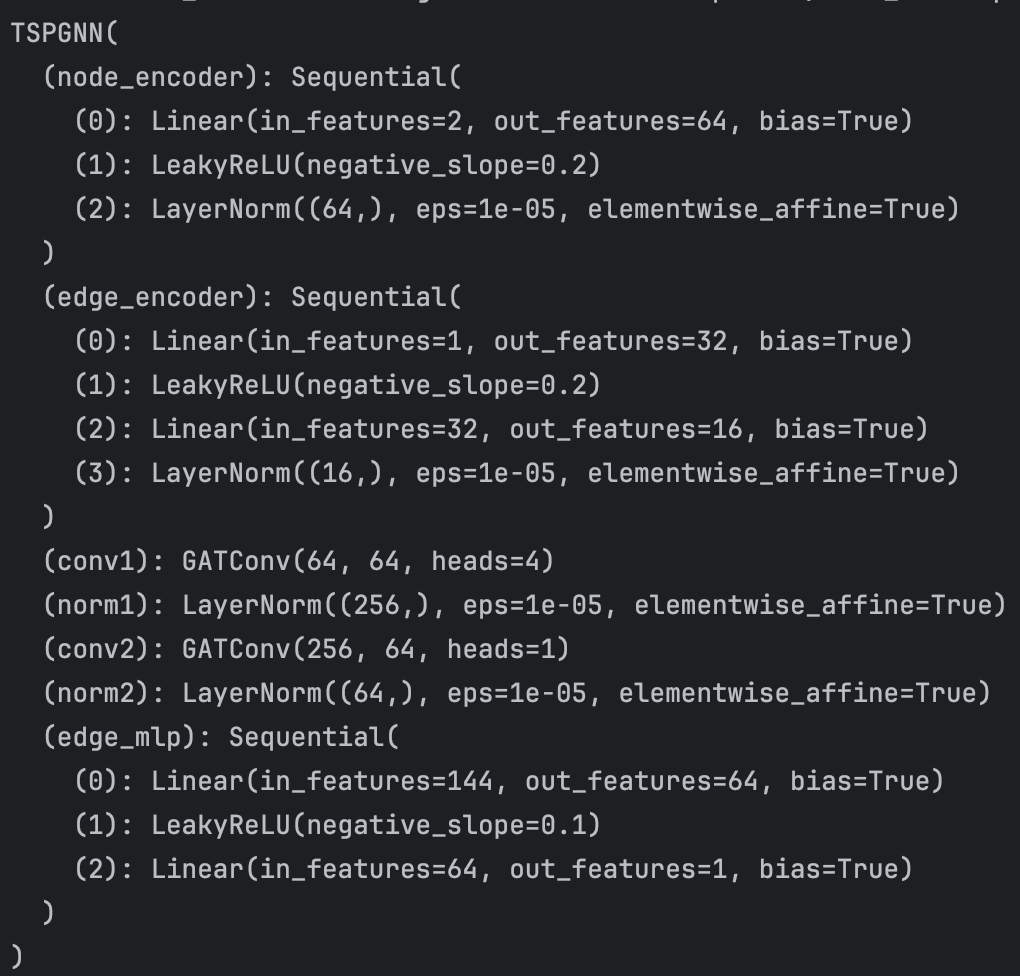 TSPGNN(
  (node_encoder): Sequential(
    (0): Linear(in_features=2, out_features=64, bias=True)
    (1): LeakyReLU(negative_slope=0.2)
    (2): LayerNorm((64,), eps=1e-05, elementwise_affine=True)
  )
  (edge_encoder): Sequential(
    (0): Linear(in_features=1, out_features=32, bias=True)
    (1): LeakyReLU(negative_slope=0.2)
    (2): Linear(in_features=32, out_features=16, bias=True)
    (3): LayerNorm((16,), eps=1e-05, elementwise_affine=True)
  )
  (conv1): GATConv(64, 64, heads=4)
  (norm1): LayerNorm((256,), eps=1e-05, elementwise_affine=True)
  (conv2): GATConv(256, 64, heads=1)
  (norm2): LayerNorm((64,), eps=1e-05, elementwise_affine=True)
  (edge_mlp): Sequential(
    (0): Linear(in_features=144, out_features=64, bias=True)
    (1): LeakyReLU(negative_slope=0.1)
    (2): Linear(in_features=64, out_features=1, bias=True)
  )
)